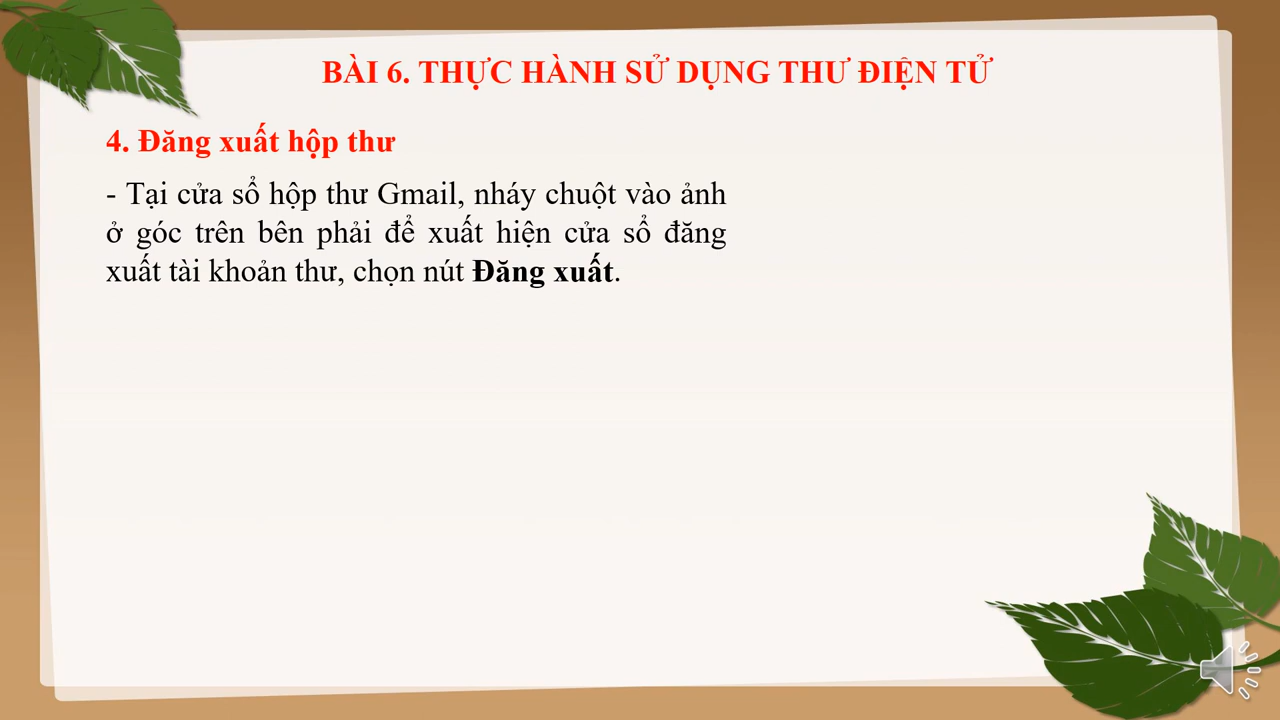 BÀI 6. THỰC HÀNH SỬ DỤNG THƯ ĐIỆN TỬ
4. Đăng xuất hộp thư
- Tại cửa sổ hộp thư Gmail, nháy chuột vào ảnh
ở góc trên bên phải để xuất hiện cửa sổ đăng
xuất tài khoản thư, chọn nút Đăng xuất.